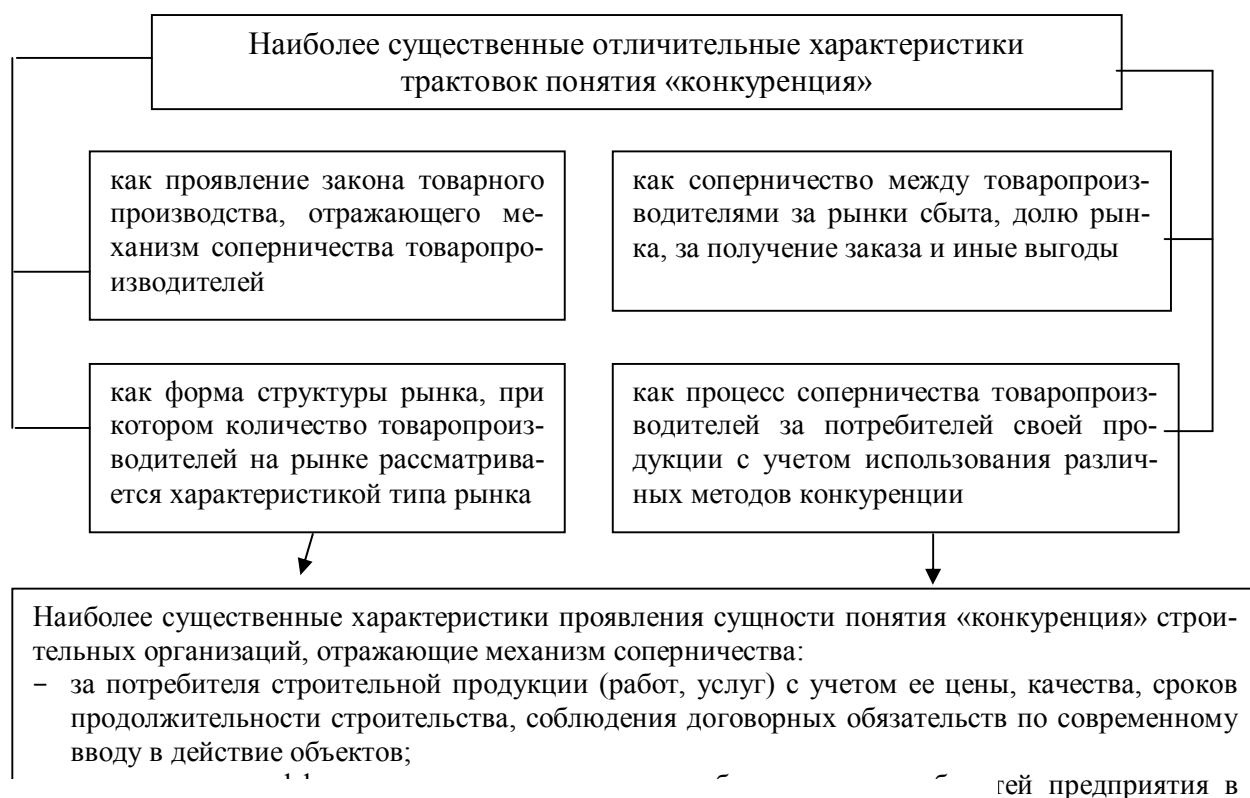 Наиболее существенные отличительные характеристики
трактовок понятия «конкуренция»
как проявление закона товарного
производства, отражающего ме-
ханизм соперничества товаропро-
изводителей
как соперничество между товаропроиз-
водителями за рынки сбыта, долю рын-
ка, за получение заказа и иные выгоды
как форма структуры рынка, при
котором количество товаропроиз-
водителей на рынке рассматрива-
ется характеристикой типа рынка
как процесс соперничества товаропроиз-
водителей за потребителей своей про-
дукции с учетом использования различ-
ных методов конкуренции
Наиболее существенные характеристики проявления сущности понятия «конкуренция» строи-
тельных организаций, отражающие механизм соперничества:
– за потребителя строительной продукции (работ, услуг) с учетом ее цены, качества, сроков
продолжительности строительства, соблюдения договорных обязательств по современному
вводу в действие объектов;
предприятия в